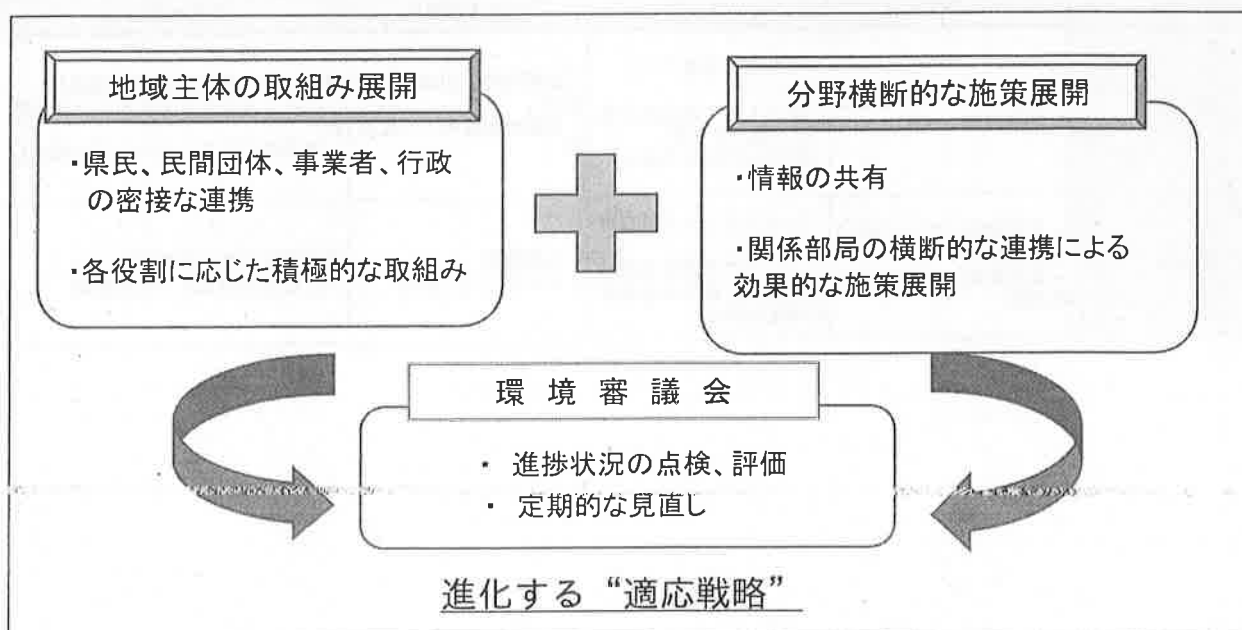 地域主体の取組み展開
・県民、民間団体、事業者、行政
の密接な連携
・各役割に応じた積極的な取組み
分野横断的な施策展開
・情報の共有
・関係部局の横断的な連携による
効果的な施策展開
環境審議会
・ 進捗状況の点検、評価
・ 定期的な見直し
進化する “適応戦略”